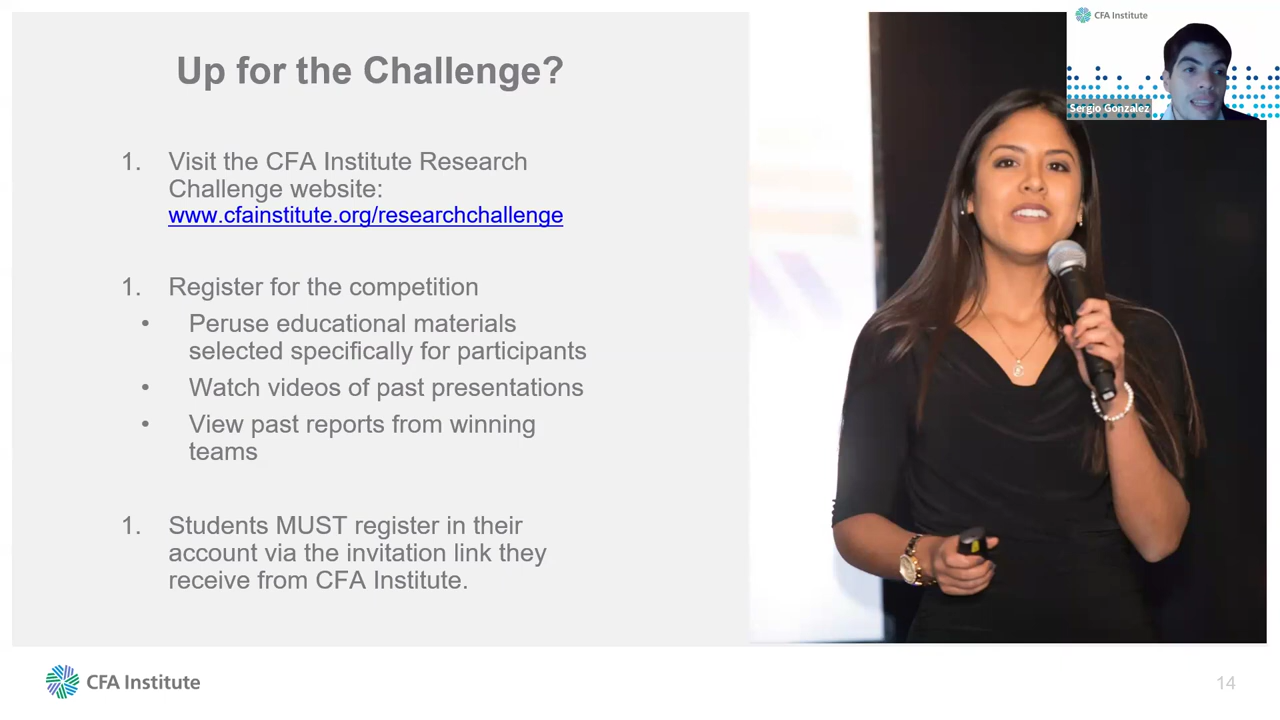 Up for the Challenge?
1. Visit the CFA Institute Research
Challenge website:
www.cfainstitute.org/researchchallenge
1. Register for the competition
• Peruse educational materials
selected specifically for participants
• Watch videos of past presentations
• View past reports from winning
teams
1. Students MUST register in their
account via the invitation link they
receive from CFA Institute.
CFA Institute
Sergio Gonzalez
CFA Institute
14